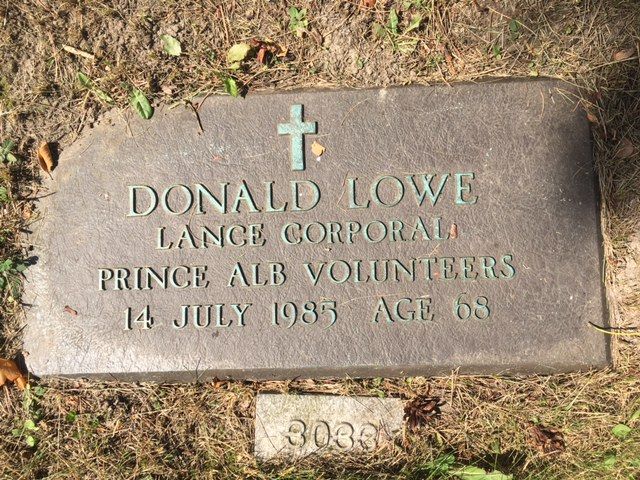 DONALD LOWE
LANCE CORPORAL
PRINCE ALB VOLUNTEERS
14 JULY 1985 AGE 68
3033